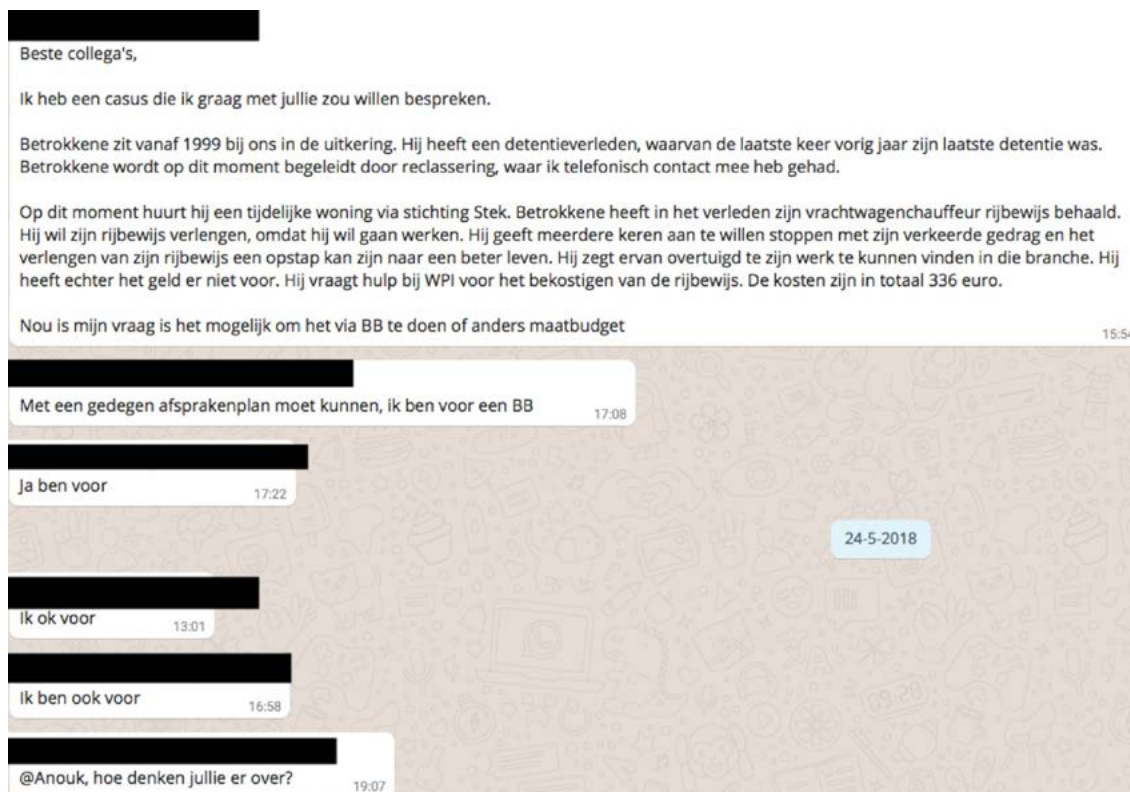 Beste collega's,
Ik heb een casus die ik graag met jullie zou willen bespreken.
Betrokkene zit vanaf 1999 bij ons in de uitkering. Hij heeft een detentieverleden, waarvan de laatste keer vorig jaar zijn laatste detentie was.
Betrokkene wordt op dit moment begeleidt door reclassering, waar ik telefonisch contact mee heb gehad.
Op dit moment huurt hij een tijdelijke woning via stichting Stek. Betrokkene heeft in het verleden zijn vrachtwagenchauffeur rijbewijs behaald.
Hij wil zijn rijbewijs verlengen, omdat hij wil gaan werken. Hij geeft meerdere keren aan te willen stoppen met zijn verkeerde gedrag en het
verlengen van zijn rijbewijs een opstap kan zijn naar een beter leven. Hij zegt ervan overtuigd te zijn werk te kunnen vinden in die branche. Hij
heeft echter het geld er niet voor. Hij vraagt hulp bij WPI voor het bekostigen van de rijbewijs. De kosten zijn in totaal 336 euro.
Nou is mijn vraag is het mogelijk om het via BB te doen of anders maatbudget
15:54
Met een gedegen afsprakenplan moet kunnen, ik ben voor een BB
17:08
Ja ben voor
17:22
24-5-2018
Ik ok voor
13:01
Ik ben ook voor
16:58
@Anouk, hoe denken jullie er over?
19:07